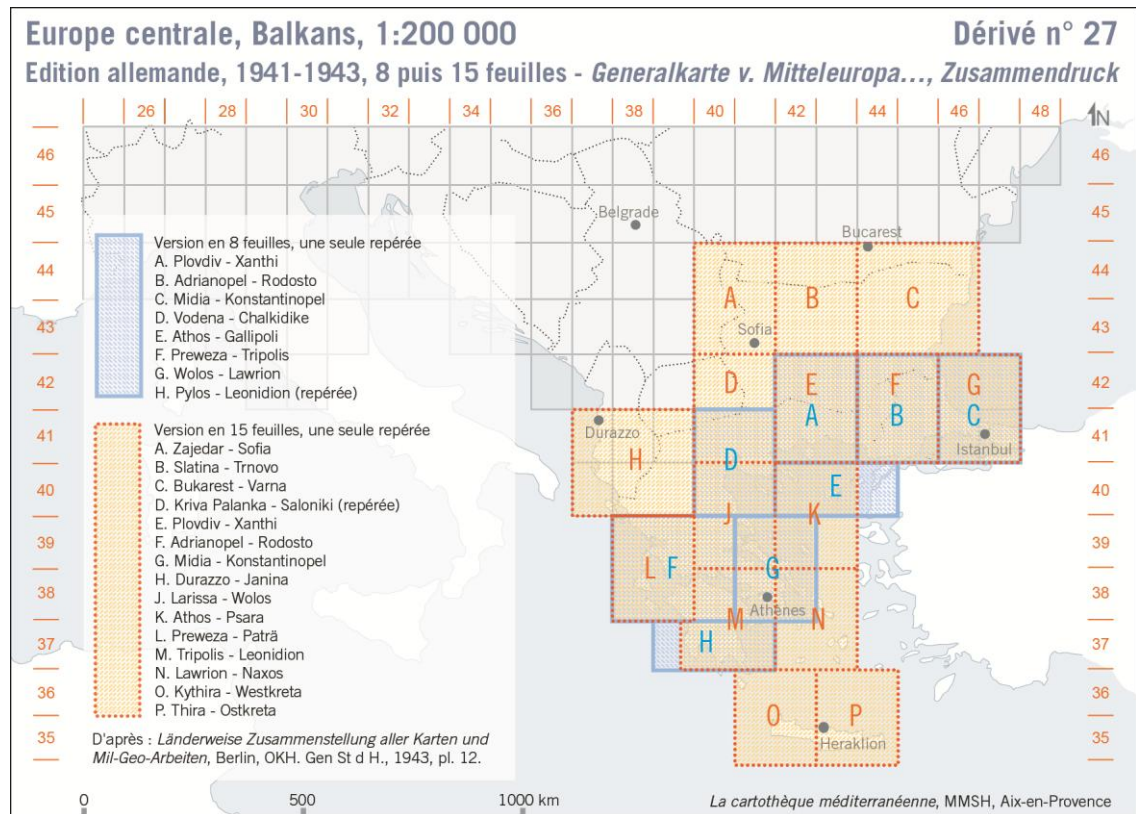 Europe centrale, Balkans, 1:200 000
Dérivé n° 27
Edition allemande, 1941-1943, 8 puis 15 feuilles - Generalkarte v. Mitteleuropa..., Zusammendruck
26 28 30 32 34 36 38 40 42 44 46 48
N
46 46
45 45
Belgrade
Bucarest
44 44
Version en 8 feuilles, une seule repérée
A. Plovdiv - Xanthi
B. Adrianopel - Rodosto
C. Midia - Konstantinopel
D. Vodena - Chalkidike
E. Athos - Gallipoli
F. Preweza - Tripolis
G. Wolos - Lawrion
H. Pylos - Leonidion (repérée)
A B C
43 43
Sofia
42 42
D E F G
A B C
Durazzo
Istanbul
41 41
H D
40 40
E
J K
39 39
L F G
38 38
Athènes
M N
37 37
H
36 36
O P
Heraklion
35 35
Version en 15 feuilles, une seule repérée
A. Zajedar - Sofia
B. Slatina - Trnovo
C. Bukarest - Varna
D. Kriva Palanka - Saloniki (repérée)
E. Plovdiv - Xanthi
F. Adrianopel - Rodosto
G. Midia - Konstantinopel
H. Durazzo - Janina
J. Larissa - Wolos
K. Athos - Psara
L. Preweza - Paträ
M. Tripolis - Leonidion
N. Lawrion - Naxos
O. Kythira - Westkreta
P. Thira - Ostkreta
D'après : Länderweise Zusammenstellung aller Karten und
Mil-Geo-Arbeiten, Berlin, OKH. Gen St d H., 1943, pl. 12.
0 500 1000 km
La cartothèque méditerranéenne, MMSH, Aix-en-Provence